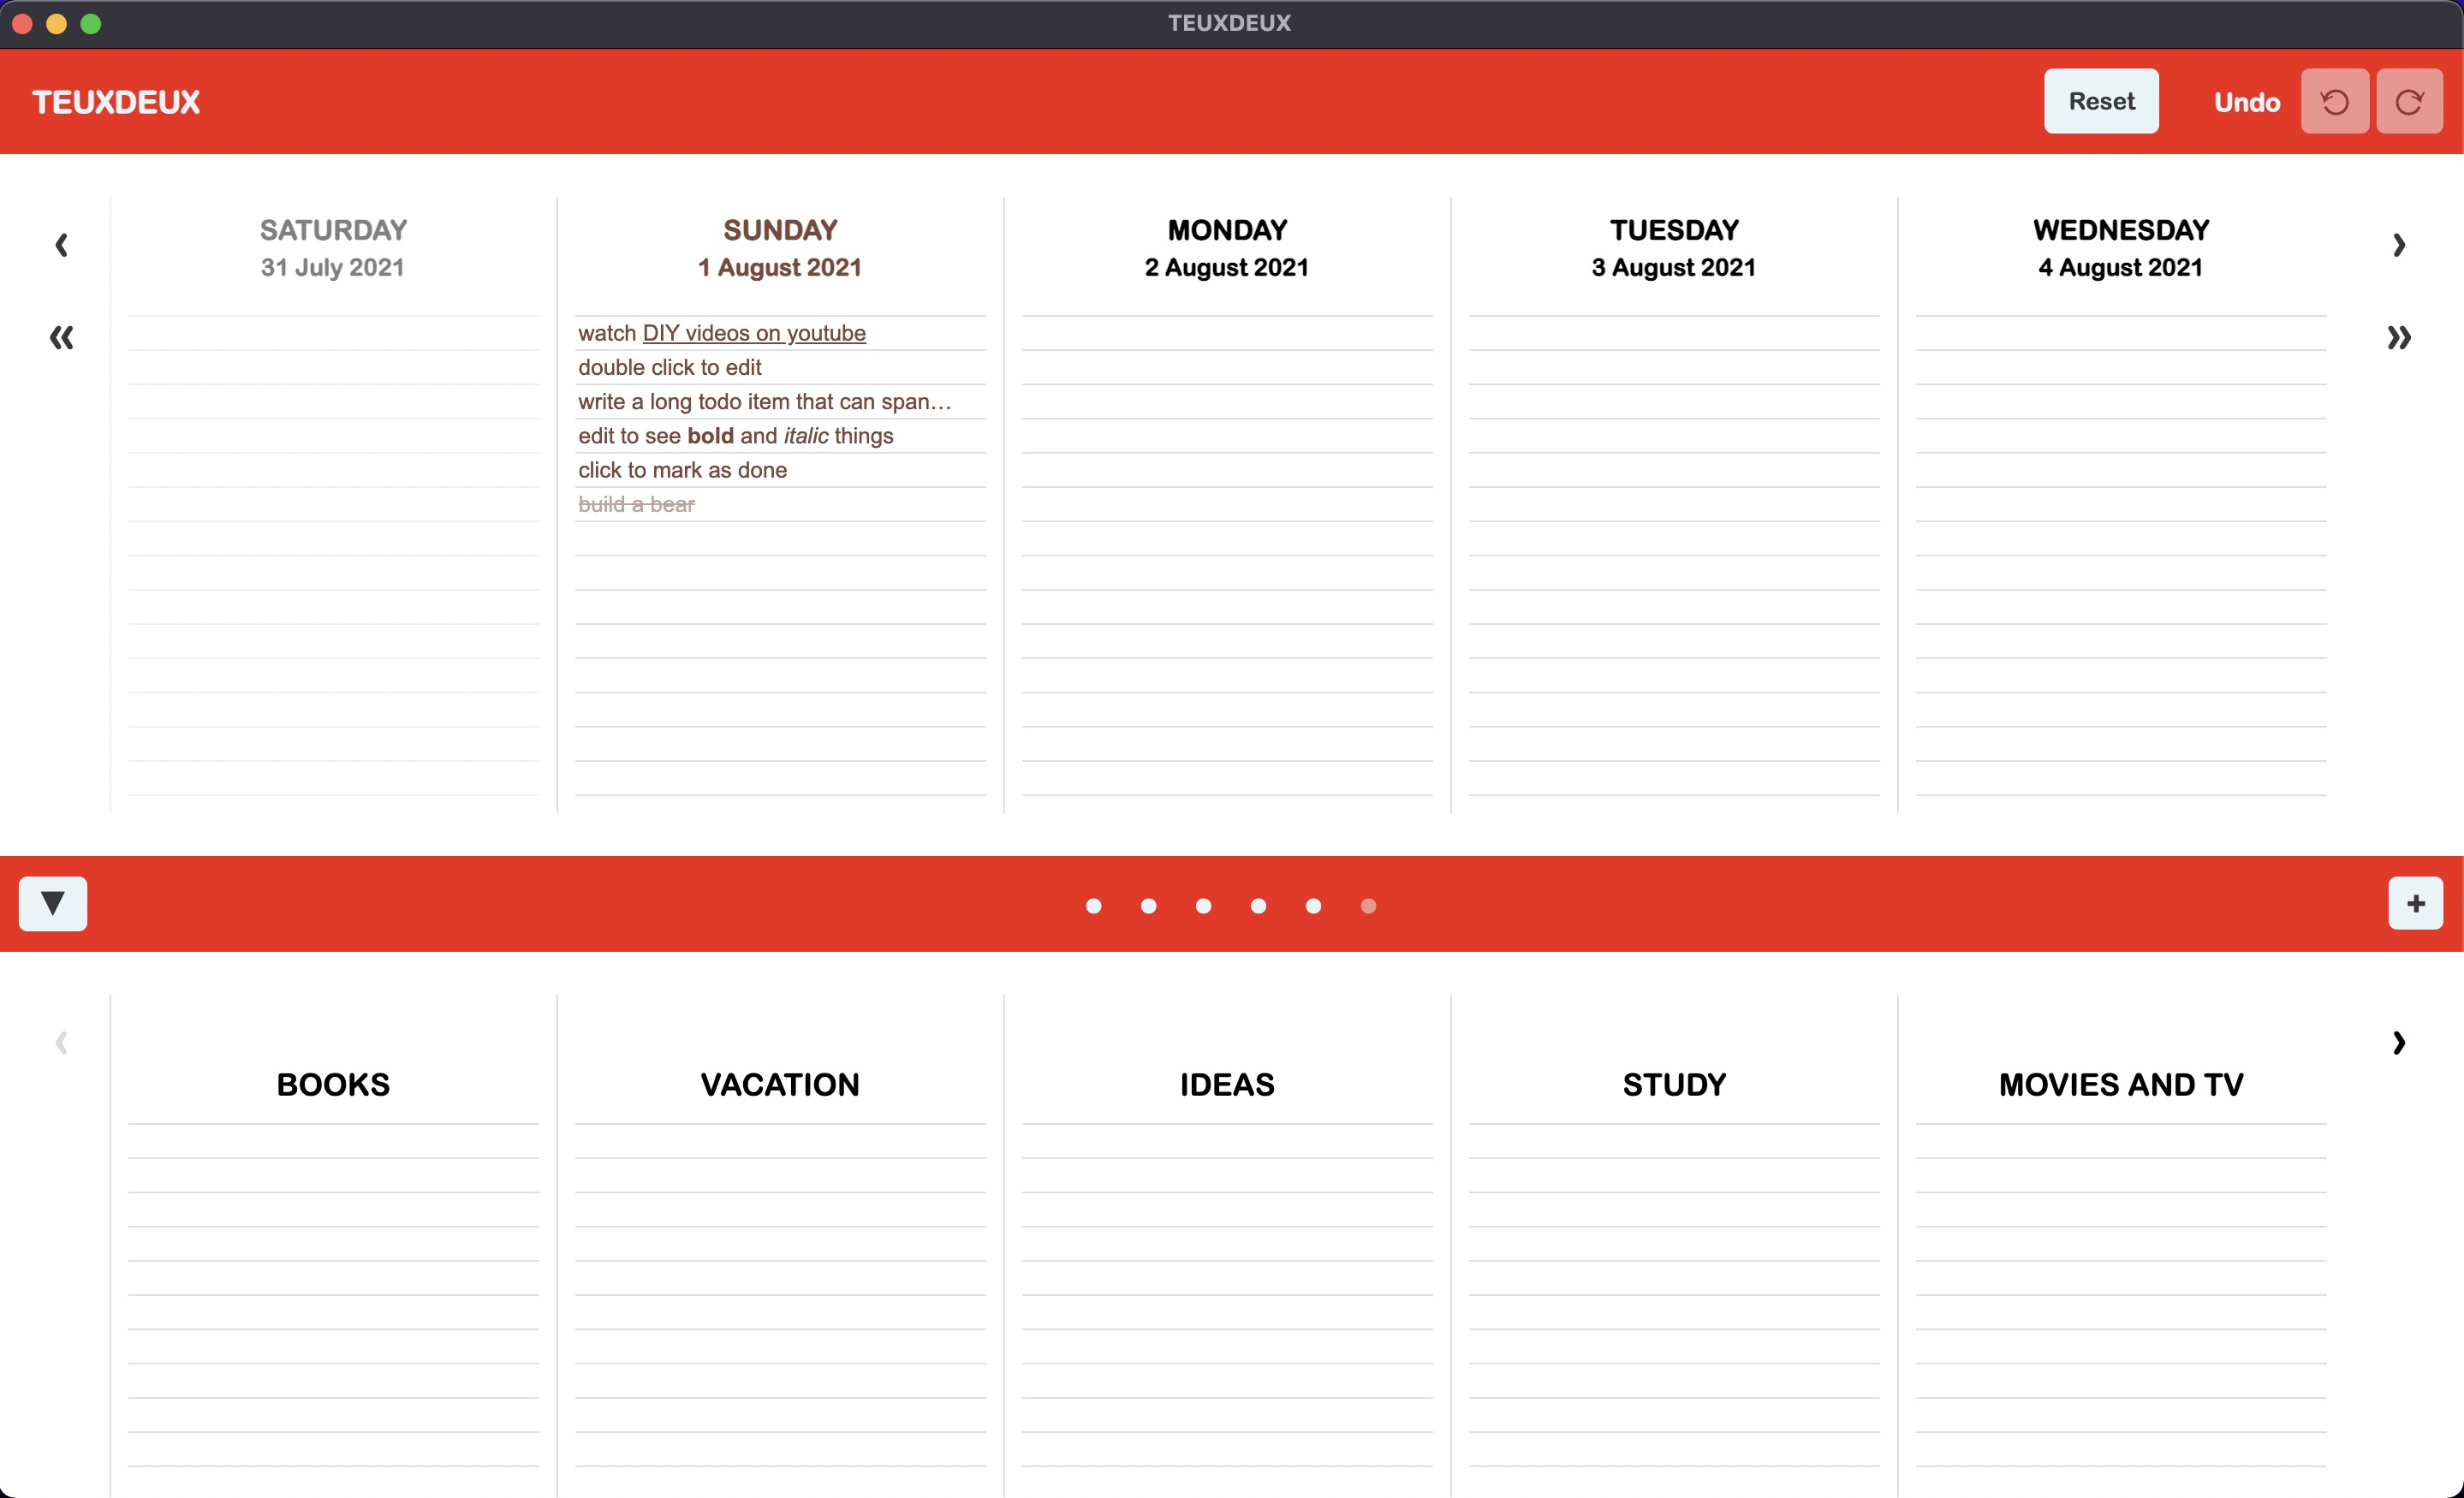 TEUXDEUX
TEUXDEUX
Reset
Undo
SATURDAY
31 July 2021
SUNDAY
1 August 2021
MONDAY
2 August 2021
TUESDAY
3 August 2021
WEDNESDAY
4 August 2021
watch DIY videos on youtube
double click to edit
write a long todo item that can span…
edit to see bold and italic things
click to mark as done
build a bear
BOOKS
VACATION
IDEAS
STUDY
MOVIES AND TV